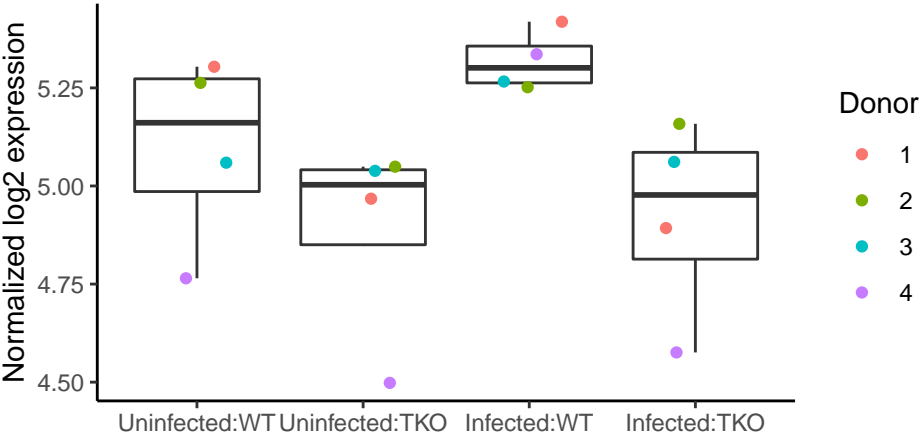 Normalized log2 expression
5.25
5.00
4.75
4.50
Uninfected:WT
Uninfected:TKO
Infected:WT
Infected:TKO
Donor
1
2
3
4